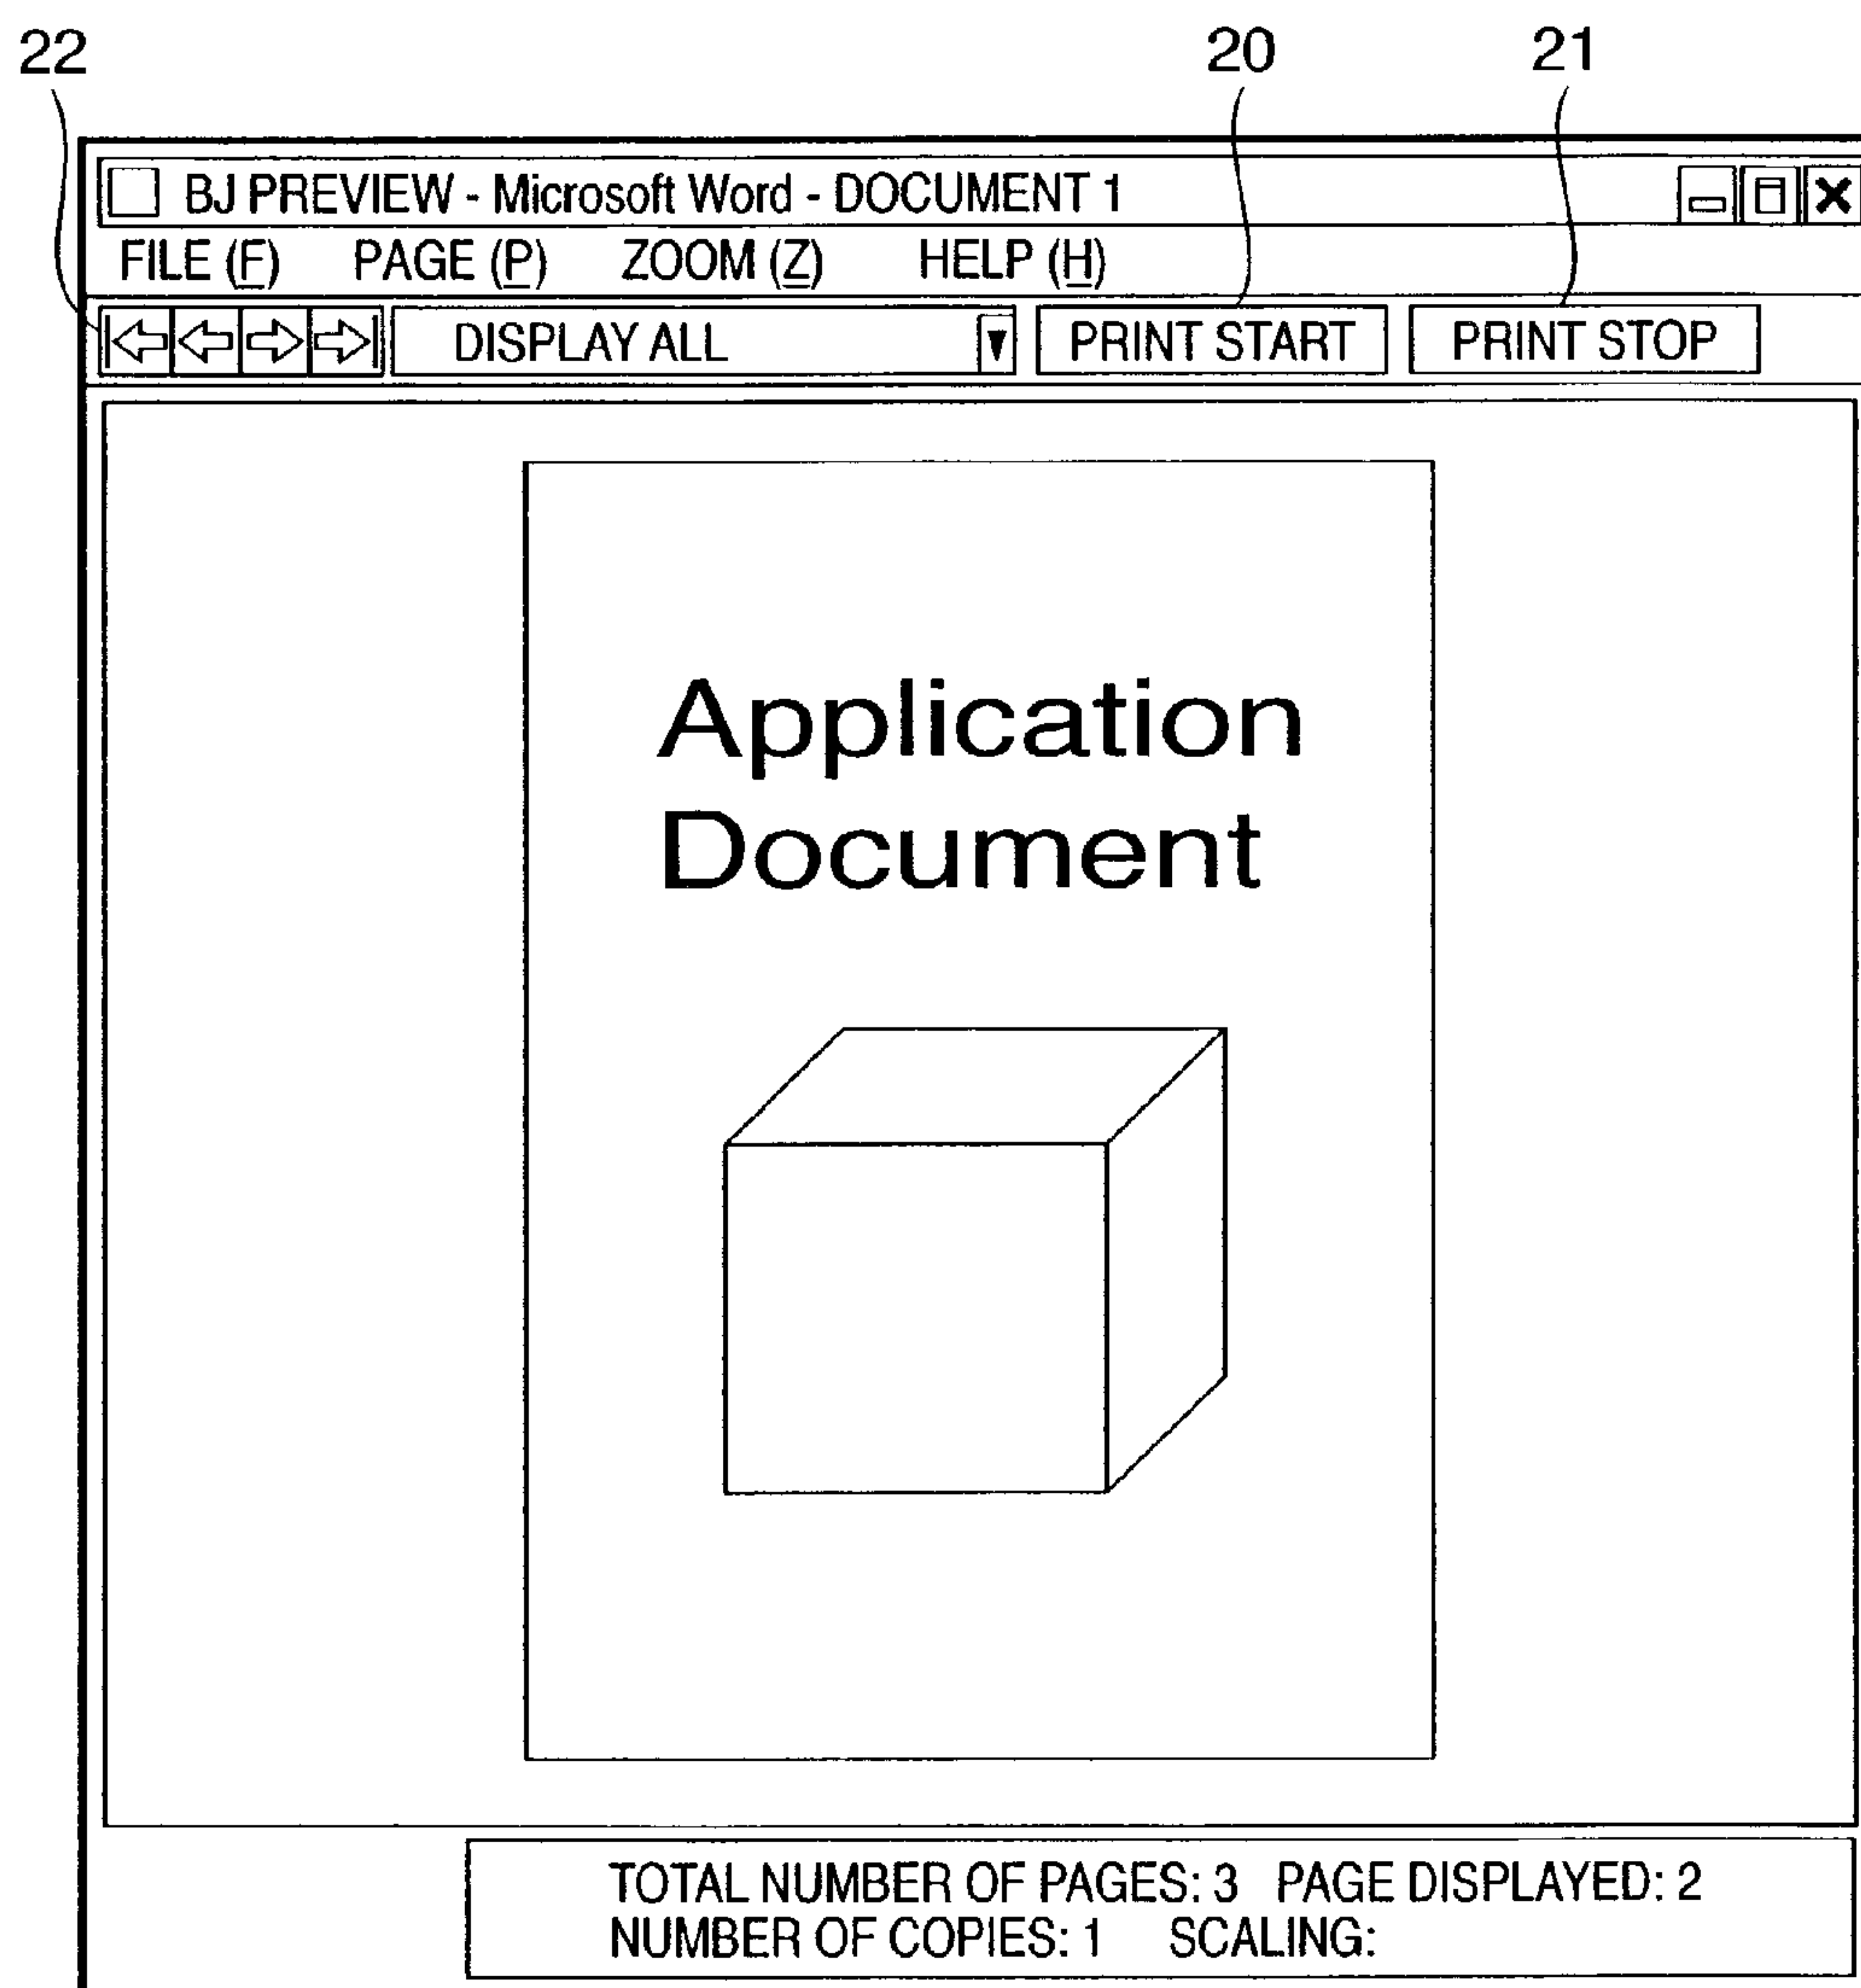 22 20 21
BJ PREVIEW - Microsoft Word - DOCUMENT 1
FILE (F) PAGE (P) ZOOM (Z) HELP (H)
DISPLAY ALL PRINT START PRINT STOP
Application
Document
TOTAL NUMBER OF PAGES: 3 PAGE DISPLAYED: 2
NUMBER OF COPIES: 1 SCALING: